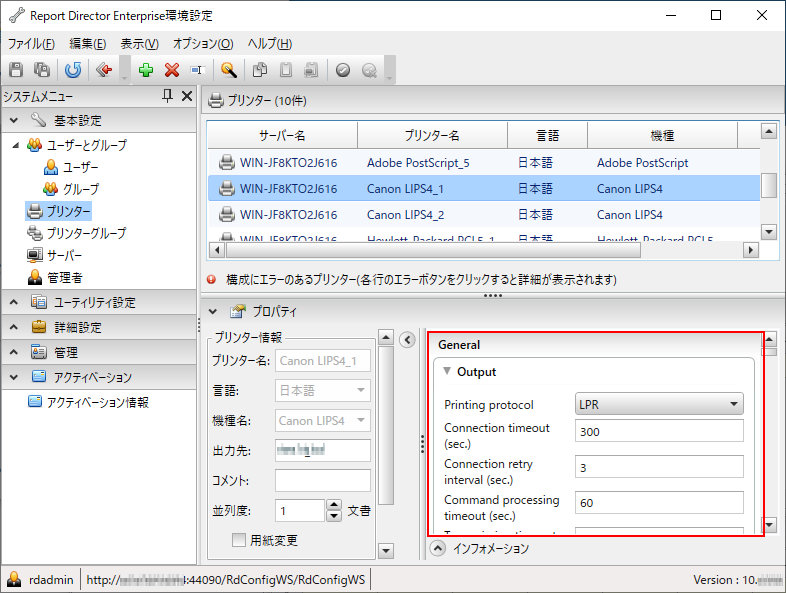 Report Director Enterprise環境設定
ファイル(F) 編集(E) 表示(V) オプション(O) ヘルプ(H)
システムメニュー
基本設定
ユーザーとグループ
ユーザー
グループ
プリンター
プリンターグループ
サーバー
管理者
ユーティリティ設定
詳細設定
管理
アクティベーション
アクティベーション情報
プリンター (10件)
サーバー名 プリンター名 言語 機種
WIN-JF8KTO2J616 Adobe PostScript_5 日本語 Adobe PostScript
WIN-JF8KTO2J616 Canon LIPS4_1 日本語 Canon LIPS4
WIN-JF8KTO2J616 Canon LIPS4_2 日本語 Canon LIPS4
WIN-JF8KTO2J616 Hewlett-Packard PCL5_1 日本語 Hewlett-Packard PCL5
構成にエラーのあるプリンター(各行のエラーボタンをクリックすると詳細が表示されます)
プロパティ
プリンター情報
プリンター名: Canon LIPS4_1
言語: 日本語
機種名: Canon LIPS4
出力先:
コメント:
並列度: 1 文書
用紙変更
General
Output
Printing protocol LPR
Connection timeout
(sec.) 300
Connection retry
interval (sec.) 3
Command processing
timeout (sec.) 60
インフォメーション
rdadmin http://:44090/RdConfigWS/RdConfigWS Version : 10.